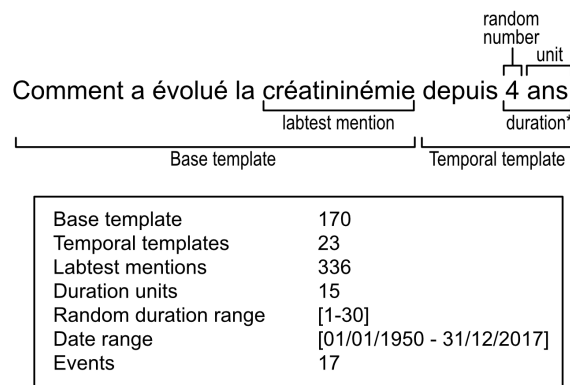 random
number
unit
Comment a évolué la créatininémie depuis 4 ans
labtest mention
duration*
Base template
Temporal template
Base template 170
Temporal templates 23
Labtest mentions 336
Duration units 15
Random duration range [1-30]
Date range [01/01/1950 - 31/12/2017]
Events 17